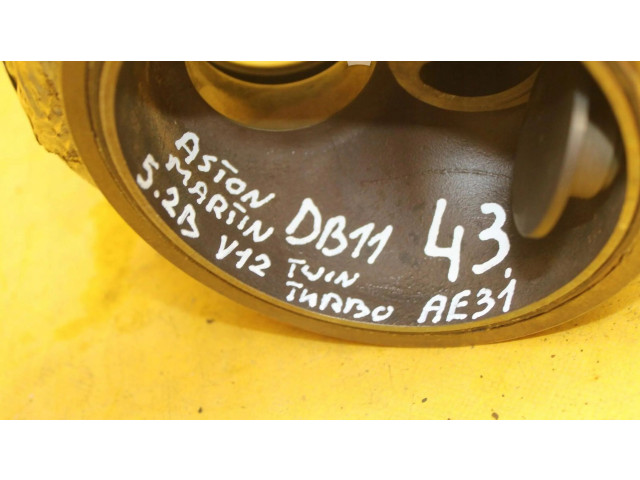 ASTON
MARTIN DB11 43.
5.2B V12 TWIN
TURBO AE31